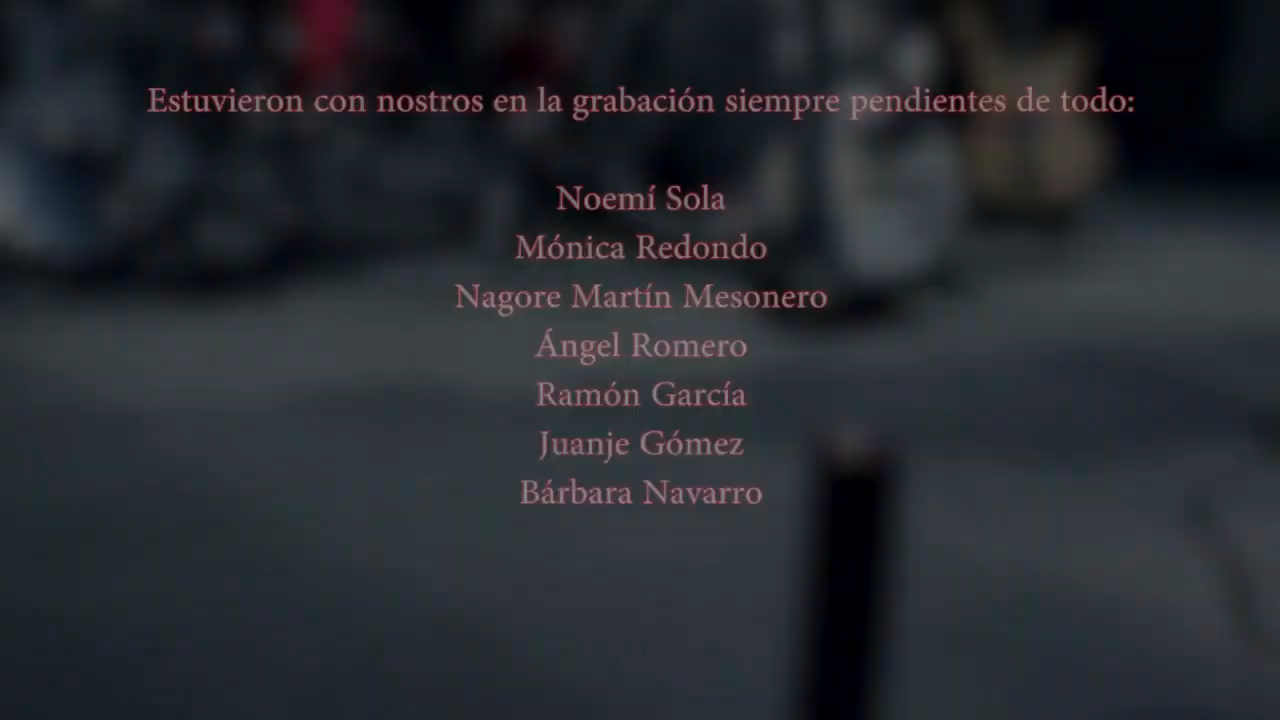 Estuvieron con nostros en la grabación siempre pendientes de todo:
Noemí Sola
Mónica Redondo
Nagore Martín Mesonero
Ángel Romero
Ramón García
Juanje Gómez
Bárbara Navarro